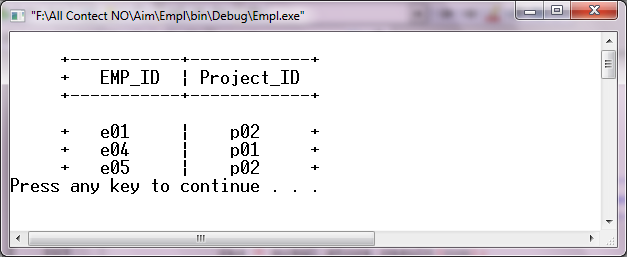 "F:\All Contect NO\Aim\Empl\bin\Debug\Empl.exe"
+-----------+------------+
+ EMP_ID ¦ Project_ID
+-----------+------------+
+ e01 ¦ p02 +
+ e04 ¦ p01 +
+ e05 ¦ p02 +
Press any key to continue . . .